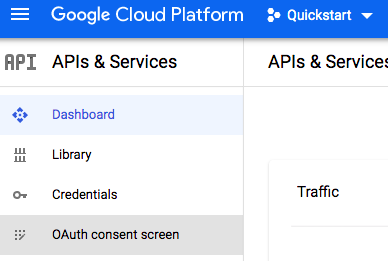 Google Cloud Platform
Quickstart
API
APIs & Services
APIs & Services
Dashboard
Library
Credentials
OAuth consent screen
Traffic